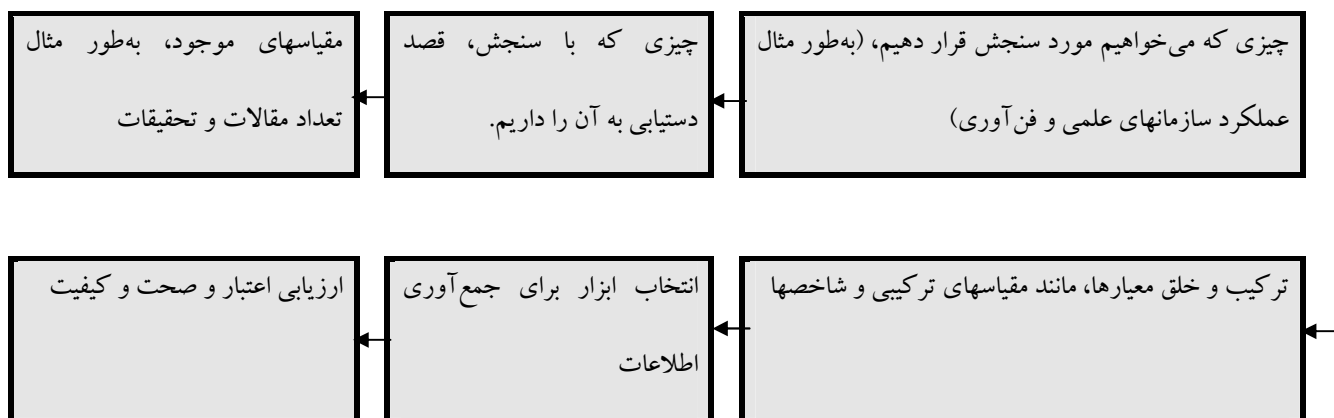 چیزی که می‌خواهیم مورد سنجش قرار دهیم، (به‌طور مثال
عملکرد سازمانهای علمی و فن‌آوری)
چیزی که با سنجش، قصد
دستیابی به آن را داریم.
مقیاسهای موجود، به‌طور مثال
تعداد مقالات و تحقیقات
ترکیب و خلق معیارها، مانند مقیاسهای ترکیبی و شاخصها
انتخاب ابزار برای جمع‌آوری
اطلاعات
ارزیابی اعتبار و صحت و کیفیت